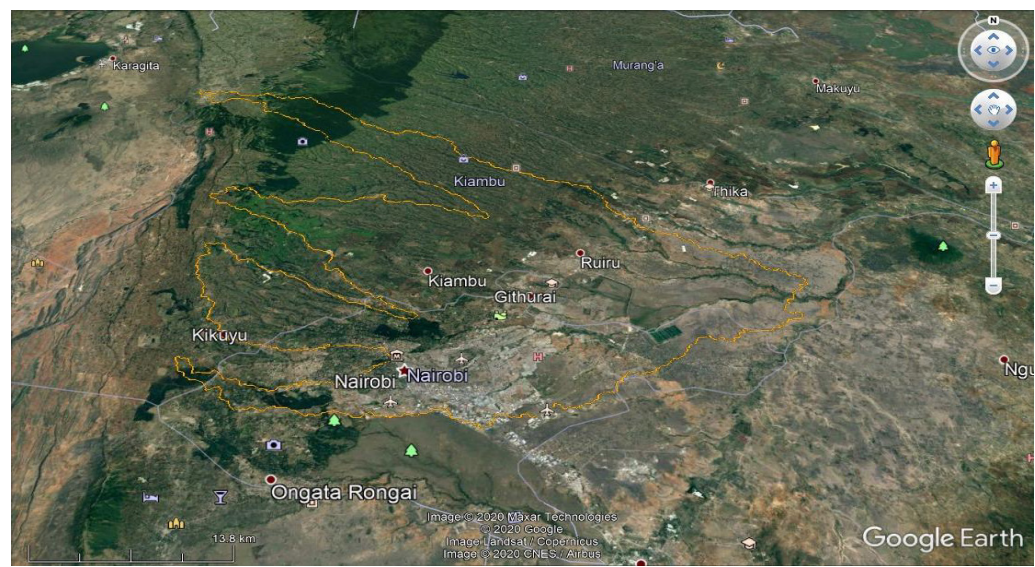 N
Karagita
Murang'a
Makuyu
Kiambu
Thika
Ruiru
Kiambu
Githurai
Kikuyu
Nairobi
Nairobi
Ongata Rongai
Image © 2020 Maxar Technologies
© 2020 Google
Image Landsat / Copernicus
Image © 2020 CNES / Airbus
13.8 km
Google Earth